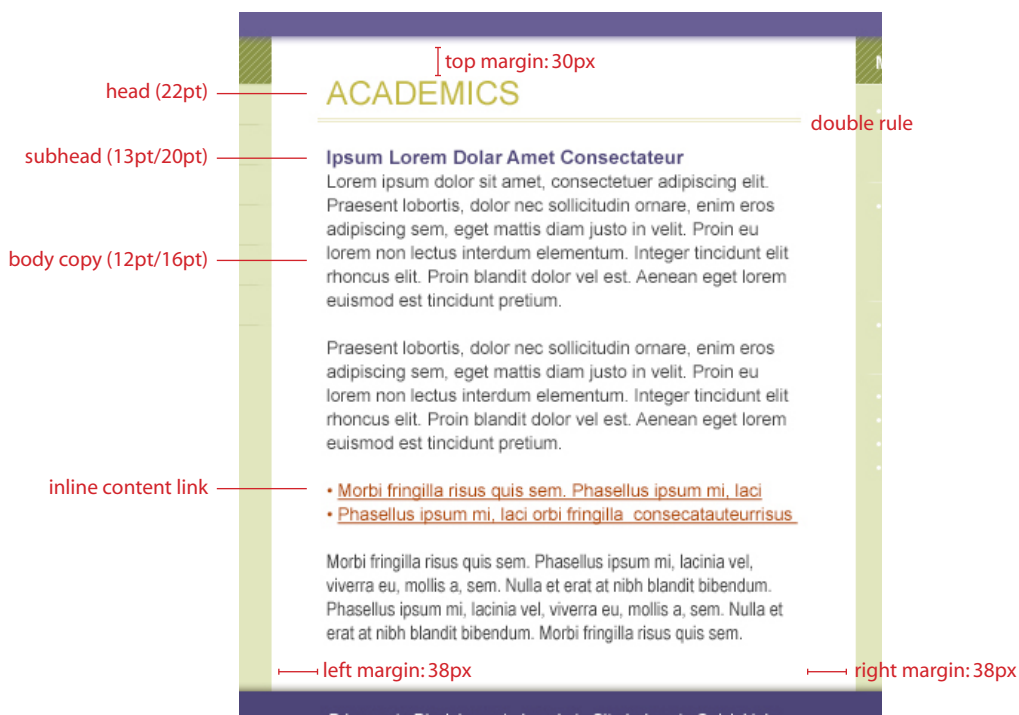 top margin: 30px
head (22pt)
ACADEMICS
M
double rule
subhead (13pt/20pt)
Ipsum Lorem Dolar Amet Consectateur
Lorem ipsum dolor sit amet, consectetuer adipiscing elit.
Praesent lobortis, dolor nec sollicitudin ornare, enim eros
adipiscing sem, eget mattis diam justo in velit. Proin eu
body copy (12pt/16pt)
lorem non lectus interdum elementum. Integer tincidunt elit
rhoncus elit. Proin blandit dolor vel est. Aenean eget lorem
euismod est tincidunt pretium.
Praesent lobortis, dolor nec sollicitudin ornare, enim eros
adipiscing sem, eget mattis diam justo in velit. Proin eu
lorem non lectus interdum elementum. Integer tincidunt elit
rhoncus elit. Proin blandit dolor vel est. Aenean eget lorem
euismod est tincidunt pretium.
inline content link
• Morbi fringilla risus quis sem. Phasellus ipsum mi, laci
• Phasellus ipsum mi, laci orbi fringilla consecatauteurrisus
Morbi fringilla risus quis sem. Phasellus ipsum mi, lacinia vel,
viverra eu, mollis a, sem. Nulla et erat at nibh blandit bibendum.
Phasellus ipsum mi, lacinia vel, viverra eu, mollis a, sem. Nulla et
erat at nibh blandit bibendum. Morbi fringilla risus quis sem.
left margin: 38px
right margin: 38px